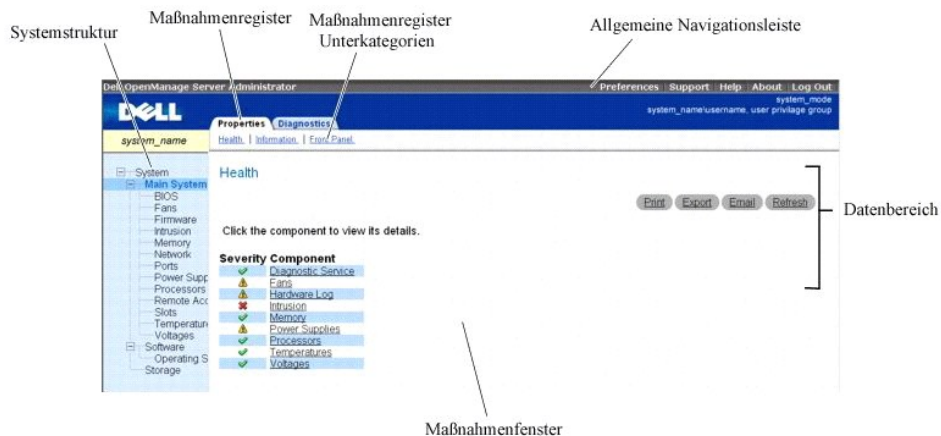 Maßnahmenregister
Maßnahmenregister
Unterkategorien
Allgemeine Navigationsleiste
Systemstruktur
Dell OpenManage Server Administrator
Preferences Support Help About Log Out
DELL
system_mode
system_name\username, user privilage group
Properties Diagnostics
system_name
Health | Information | Front Panel
System
Main System
BIOS
Fans
Firmware
Intrusion
Memory
Network
Ports
Power Supp
Processors
Remote Acc
Slots
Temperature
Voltages
Software
Operating S
Storage
Health
Print Export Email Refresh
Datenbereich
Click the component to view its details.
Severity Component
Diagnostic Service
Fans
Hardware Log
Intrusion
Memory
Power Supplies
Processors
Temperatures
Voltages
Maßnahmenfenster